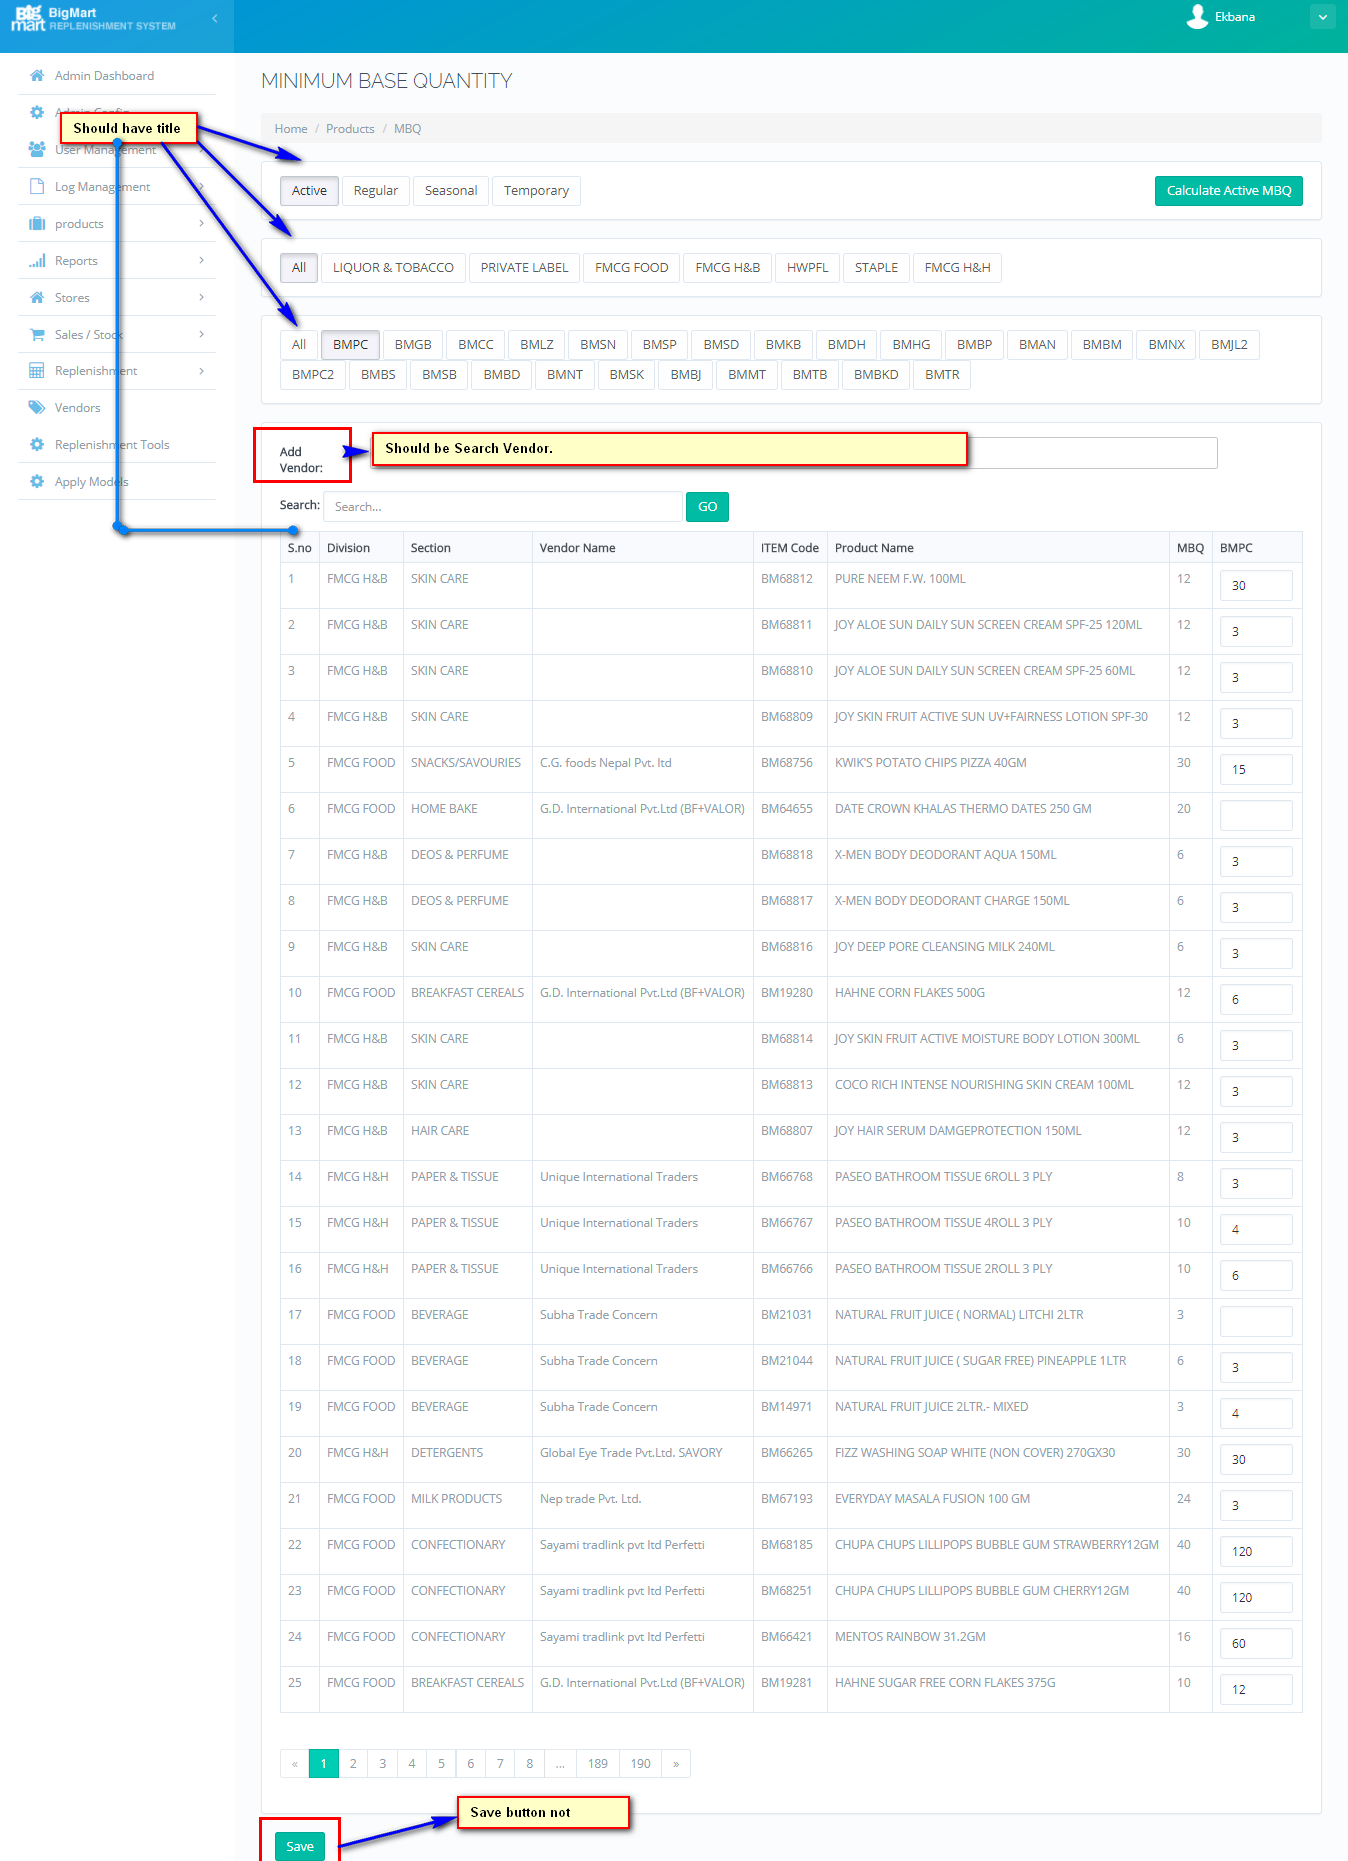 Big mart
BigMart
REPLENISHMENT SYSTEM
Ekbana
Admin Dashboard
Admin Config
User Management
Log Management
products
Reports
Stores
Sales / Stock
Replenishment
Vendors
Replenishment Tools
Apply Models
Should have title
MINIMUM BASE QUANTITY
Home / Products / MBQ
Active Regular Seasonal Temporary Calculate Active MBQ
All LIQUOR & TOBACCO PRIVATE LABEL FMCG FOOD FMCG H&B HWPFL STAPLE FMCG H&H
All BMPC BMGB BMCC BMLZ BMSN BMSP BMSD BMKB BMDH BMHG BMBP BMAN BMBM BMNX BMJL2
BMPC2 BMBS BMSB BMBD BMNT BMSK BMBJ BMMT BMTB BMBKD BMTR
Add
Vendor:
Should be Search Vendor.
Search: Search... GO
S.no Division Section Vendor Name ITEM Code Product Name MBQ BMPC
1 FMCG H&B SKIN CARE BM68812 PURE NEEM F.W. 100ML 12 30
2 FMCG H&B SKIN CARE BM68811 JOY ALOE SUN DAILY SUN SCREEN CREAM SPF-25 120ML 12 3
3 FMCG H&B SKIN CARE BM68810 JOY ALOE SUN DAILY SUN SCREEN CREAM SPF-25 60ML 12 3
4 FMCG H&B SKIN CARE BM68809 JOY SKIN FRUIT ACTIVE SUN UV+FAIRNESS LOTION SPF-30 12 3
5 FMCG FOOD SNACKS/SAVOURIES C.G. foods Nepal Pvt. ltd BM68756 KWIK'S POTATO CHIPS PIZZA 40GM 30 15
6 FMCG FOOD HOME BAKE G.D. International Pvt.Ltd (BF+VALOR) BM64655 DATE CROWN KHALAS THERMO DATES 250 GM 20
7 FMCG H&B DEOS & PERFUME BM68818 X-MEN BODY DEODORANT AQUA 150ML 6 3
8 FMCG H&B DEOS & PERFUME BM68817 X-MEN BODY DEODORANT CHARGE 150ML 6 3
9 FMCG H&B SKIN CARE BM68816 JOY DEEP PORE CLEANSING MILK 240ML 6 3
10 FMCG FOOD BREAKFAST CEREALS G.D. International Pvt.Ltd (BF+VALOR) BM19280 HAHNE CORN FLAKES 500G 12 6
11 FMCG H&B SKIN CARE BM68814 JOY SKIN FRUIT ACTIVE MOISTURE BODY LOTION 300ML 6 3
12 FMCG H&B SKIN CARE BM68813 COCO RICH INTENSE NOURISHING SKIN CREAM 100ML 12 3
13 FMCG H&B HAIR CARE BM68807 JOY HAIR SERUM DAMGEPROTECTION 150ML 12 3
14 FMCG H&H PAPER & TISSUE Unique International Traders BM66768 PASEO BATHROOM TISSUE 6ROLL 3 PLY 8 3
15 FMCG H&H PAPER & TISSUE Unique International Traders BM66767 PASEO BATHROOM TISSUE 4ROLL 3 PLY 10 4
16 FMCG H&H PAPER & TISSUE Unique International Traders BM66766 PASEO BATHROOM TISSUE 2ROLL 3 PLY 10 6
17 FMCG FOOD BEVERAGE Subha Trade Concern BM21031 NATURAL FRUIT JUICE ( NORMAL) LITCHI 2LTR 3
18 FMCG FOOD BEVERAGE Subha Trade Concern BM21044 NATURAL FRUIT JUICE ( SUGAR FREE) PINEAPPLE 1LTR 6 3
19 FMCG FOOD BEVERAGE Subha Trade Concern BM14971 NATURAL FRUIT JUICE 2LTR.- MIXED 3 4
20 FMCG H&H DETERGENTS Global Eye Trade Pvt.Ltd. SAVORY BM66265 FIZZ WASHING SOAP WHITE (NON COVER) 270GX30 30 30
21 FMCG FOOD MILK PRODUCTS Nep trade Pvt. Ltd. BM67193 EVERYDAY MASALA FUSION 100 GM 24 3
22 FMCG FOOD CONFECTIONARY Sayami tradlink pvt ltd Perfetti BM68185 CHUPA CHUPS LILLIPOPS BUBBLE GUM STRAWBERRY12GM 40 120
23 FMCG FOOD CONFECTIONARY Sayami tradlink pvt ltd Perfetti BM68251 CHUPA CHUPS LILLIPOPS BUBBLE GUM CHERRY12GM 40 120
24 FMCG FOOD CONFECTIONARY Sayami tradlink pvt ltd Perfetti BM66421 MENTOS RAINBOW 31.2GM 16 60
25 FMCG FOOD BREAKFAST CEREALS G.D. International Pvt.Ltd (BF+VALOR) BM19281 HAHNE SUGAR FREE CORN FLAKES 375G 10 12
« 1 2 3 4 5 6 7 8 ... 189 190 »
Save button not
Save